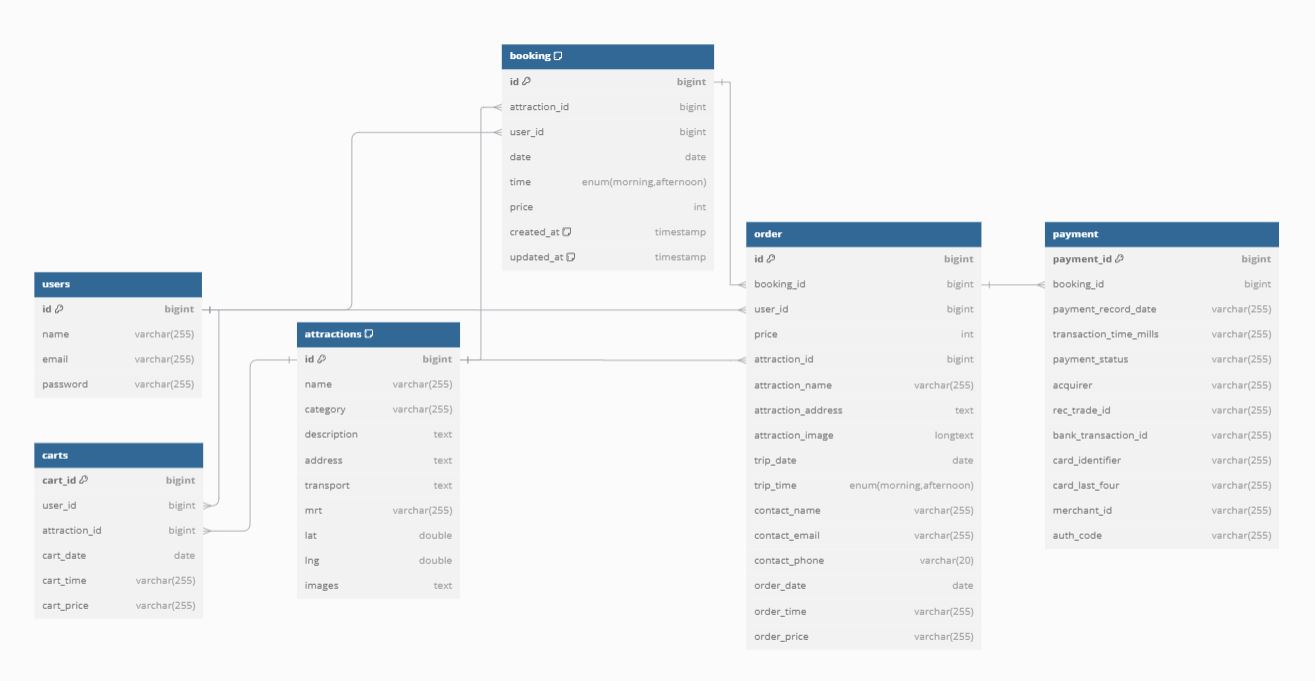 booking
id bigint
attraction_id bigint
user_id bigint
date date
time enum(morning,afternoon)
price int
created_at timestamp
updated_at timestamp
users
id bigint
name varchar(255)
email varchar(255)
password varchar(255)
carts
cart_id bigint
user_id bigint
attraction_id bigint
cart_date date
cart_time varchar(255)
cart_price varchar(255)
attractions
id bigint
name varchar(255)
category varchar(255)
description text
address text
transport text
mrt varchar(255)
lat double
lng double
images text
order
id bigint
booking_id bigint
user_id bigint
price int
attraction_id bigint
attraction_name varchar(255)
attraction_address text
attraction_image longtext
trip_date date
trip_time enum(morning,afternoon)
contact_name varchar(255)
contact_email varchar(255)
contact_phone varchar(20)
order_date date
order_time varchar(255)
order_price varchar(255)
payment
payment_id bigint
booking_id bigint
payment_record_date varchar(255)
transaction_time_mills varchar(255)
payment_status varchar(255)
acquirer varchar(255)
rec_trade_id varchar(255)
bank_transaction_id varchar(255)
card_identifier varchar(255)
card_last_four varchar(255)
merchant_id varchar(255)
auth_code varchar(255)